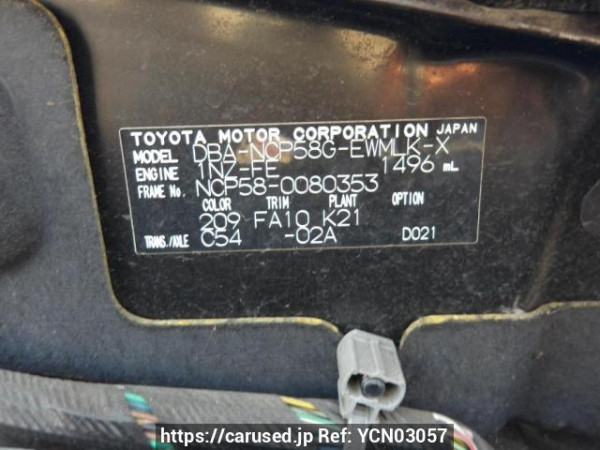 TOYOTA MOTOR CORPORATION JAPAN
MODEL DBA-NCP58G-EWMLK-X
ENGINE 1NZ-FE 1496 mL
FRAME No. NCP58-0080353
COLOR TRIM PLANT OPTION
209 FA10 K21
TRANS./AXLE C54 -02A D021
https://carused.jp Ref: YCN03057